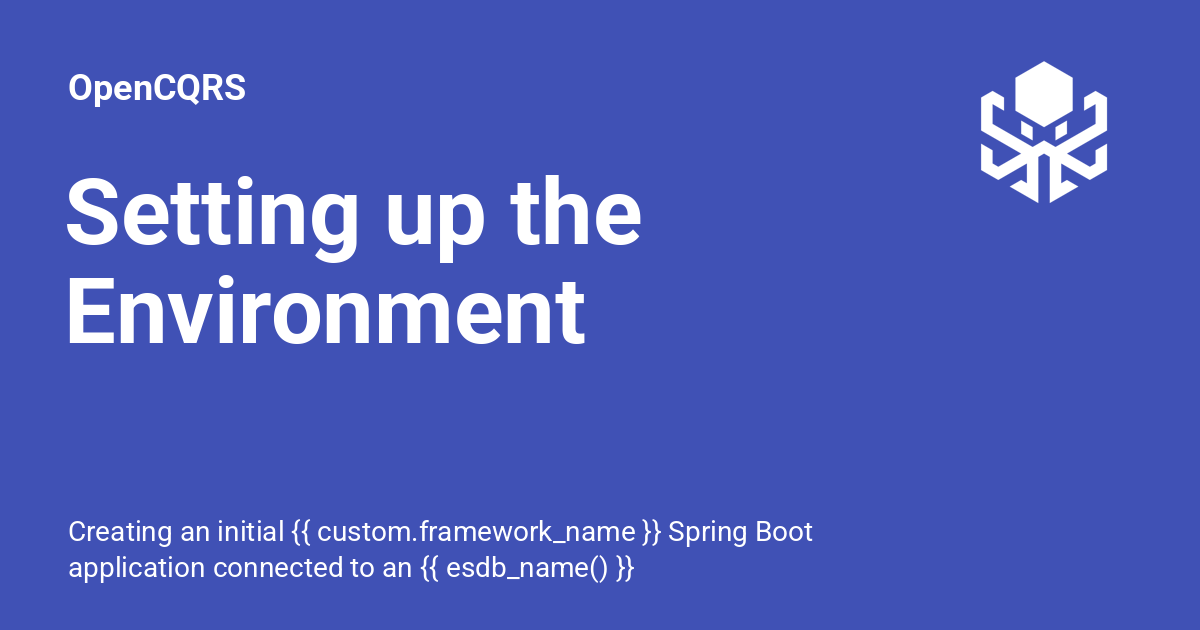 OpenCQRS
Setting up the
Environment
Creating an initial {{ custom.framework_name }} Spring Boot
application connected to an {{ esdb_name() }}